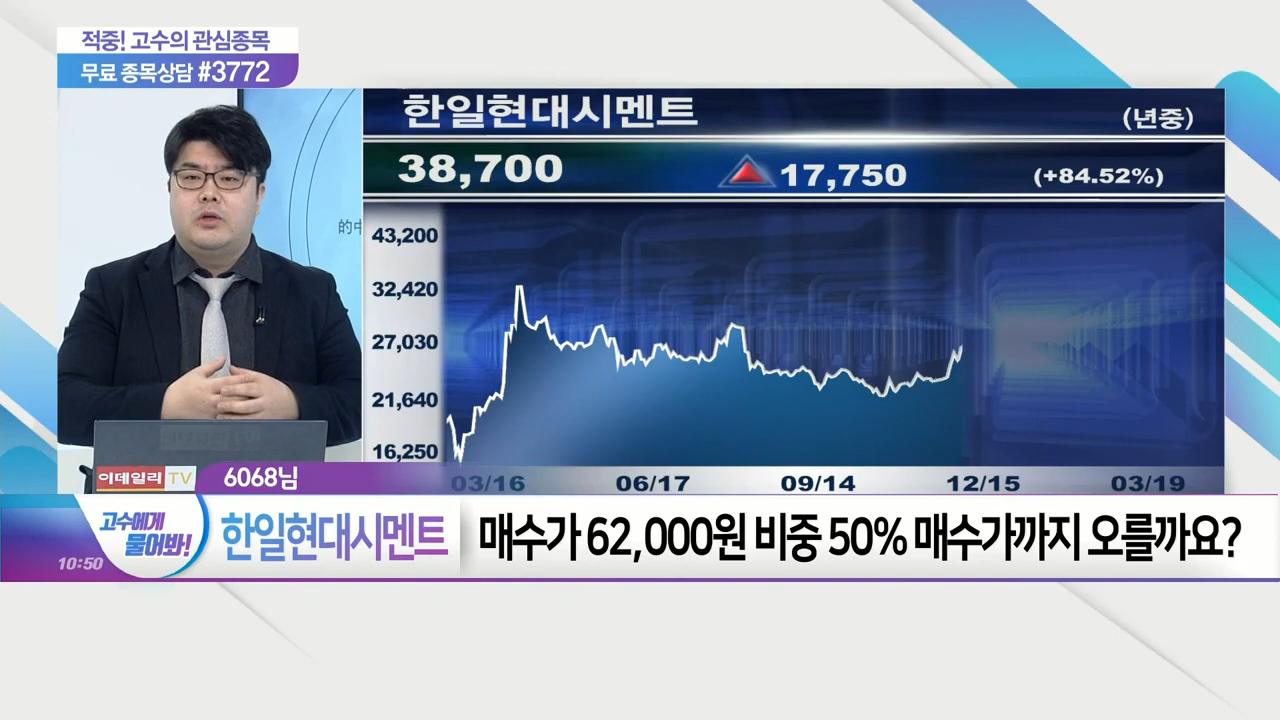 적중! 고수의 관심종목
무료 종목상담 #3772
的中
한일현대시멘트
(년중)
38,700
17,750
(+84.52%)
43,200
32,420
27,030
21,640
16,250
03/16 06/17 09/14 12/15 03/19
이데일리TV
6068님
고수에게
물어봐!
10:50
한일현대시멘트
매수가 62,000원 비중 50% 매수가까지 오를까요?